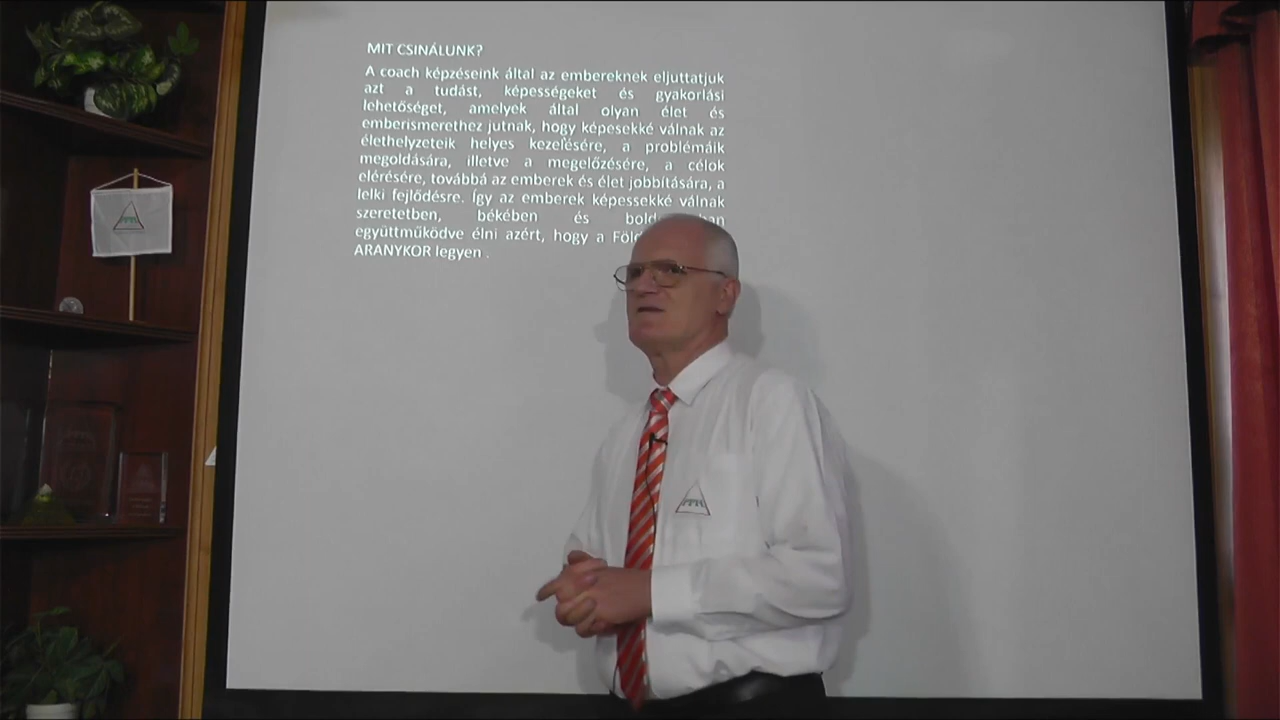 MIT CSINÁLUNK?
A coach képzéseink által az embereknek eljuttatjuk
azt a tudást, képességeket és gyakorlási
lehetőséget, amelyek által olyan élet és
emberismerethez jutnak, hogy képesekké válnak az
élethelyzeteik helyes kezelésére, a problémáik
megoldására, illetve a megelőzésére, a célok
elérésére, továbbá az emberek és élet jobbítására, a
lelki fejlődésre. Így az emberek képessekké válnak
szeretetben, békében és
együttműködve élni azért, hogy a
ARANYKOR legyen .